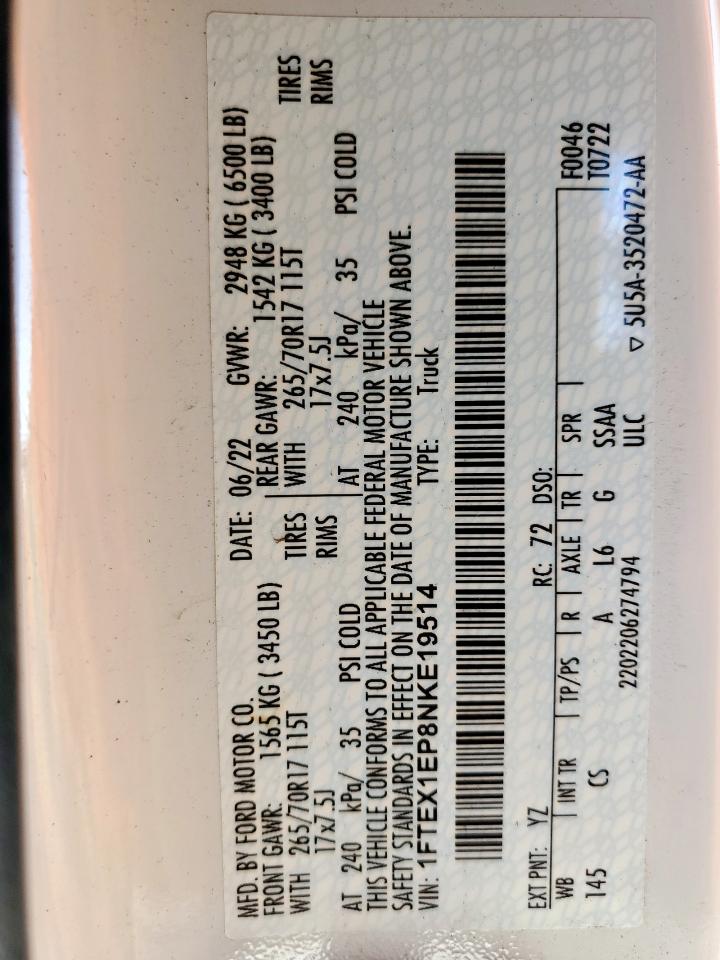 MFD. BY FORD MOTOR CO. DATE: 06/22 GVWR: 2948 KG ( 6500 LB)
FRONT GAWR: 1565 KG ( 3450 LB) REAR GAWR: 1542 KG ( 3400 LB)
WITH 265/70R17 115T TIRES WITH 265/70R17 115T TIRES
17x7.5J RIMS 17x7.5J RIMS
AT 240 kPa/ 35 PSI COLD AT 240 kPa/ 35 PSI COLD
THIS VEHICLE CONFORMS TO ALL APPLICABLE FEDERAL MOTOR VEHICLE
SAFETY STANDARDS IN EFFECT ON THE DATE OF MANUFACTURE SHOWN ABOVE.
VIN: 1FTEX1EP8NKE19514 TYPE: Truck
EXT PNT: YZ RC: 72 DSO:
WB INT TR TP/PS R AXLE TR SPR F0046
145 CS A L6 G SSAA T0722
2202206274794 ULC ▽ 5U5A-3520472-AA